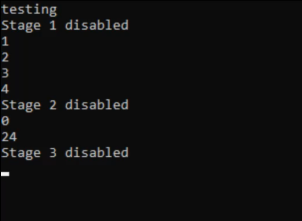 testing
Stage 1 disabled
1
2
3
4
Stage 2 disabled
0
24
Stage 3 disabled